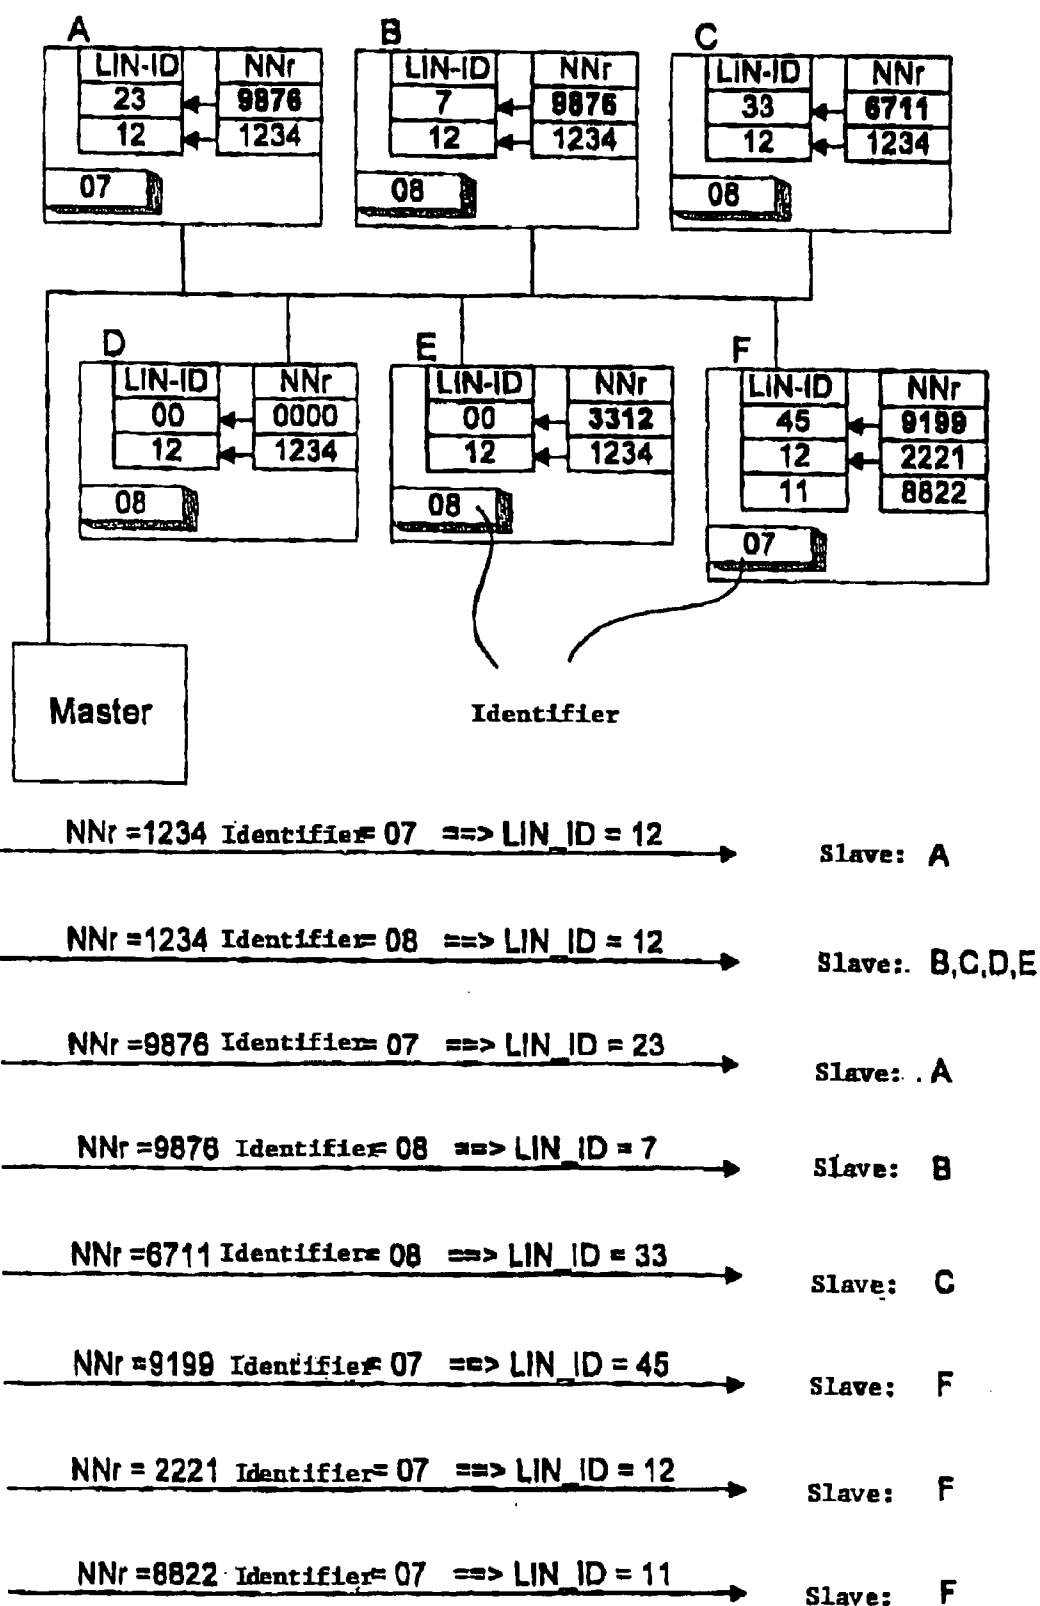 A B C
LIN-ID NNr LIN-ID NNr LIN-ID NNr
23 9876 7 9876 33 6711
12 1234 12 1234 12 1234
07 08 08
D E F
LIN-ID NNr LIN-ID NNr LIN-ID NNr
00 0000 00 3312 45 9199
12 1234 12 1234 12 2221
11 8822
08 08 07
Master
Identifier
NNr =1234 Identifier= 07 ==> LIN_ID = 12 Slave: A
NNr =1234 Identifier= 08 ==> LIN_ID = 12 Slave: B,C,D,E
NNr =9876 Identifier= 07 ==> LIN_ID = 23 Slave: A
NNr =9876 Identifier= 08 ==> LIN_ID = 7 Slave: B
NNr =6711 Identifier= 08 ==> LIN_ID = 33 Slave: C
NNr =9199 Identifier= 07 ==> LIN_ID = 45 Slave: F
NNr = 2221 Identifier= 07 ==> LIN_ID = 12 Slave: F
NNr =8822 Identifier= 07 ==> LIN_ID = 11 Slave: F